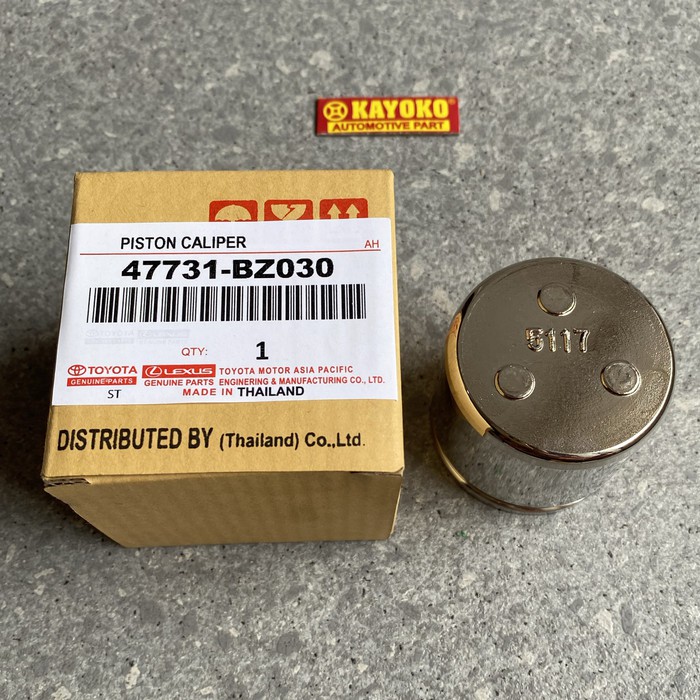 KAYOKO®
AUTOMOTIVE PART
PISTON CALIPER
AH
47731-BZ030
QTY: 1
TOYOTA
GENUINE PARTS
LEXUS
GENUINE PARTS
TOYOTA MOTOR ASIA PACIFIC
ENGINERING & MANUFACTURING CO., LTD.
ST
MADE IN THAILAND
DISTRIBUTED BY (Thailand) Co.,Ltd.
5117